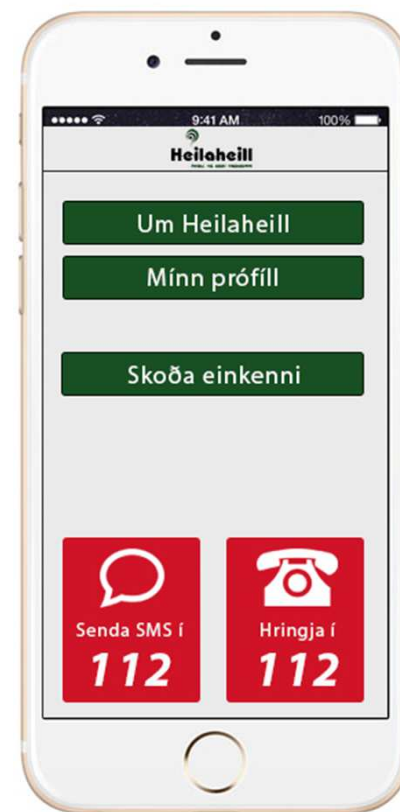 9:41 AM
100%
Heilaheill
Um Heilaheill
Mínn prófíll
Skoða einkenni
Senda SMS í
112
Hringja í
112